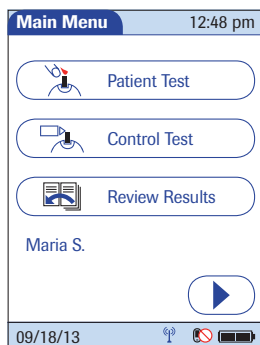 Main Menu 12:48 pm
Patient Test
Control Test
Review Results
Maria S.
09/18/13